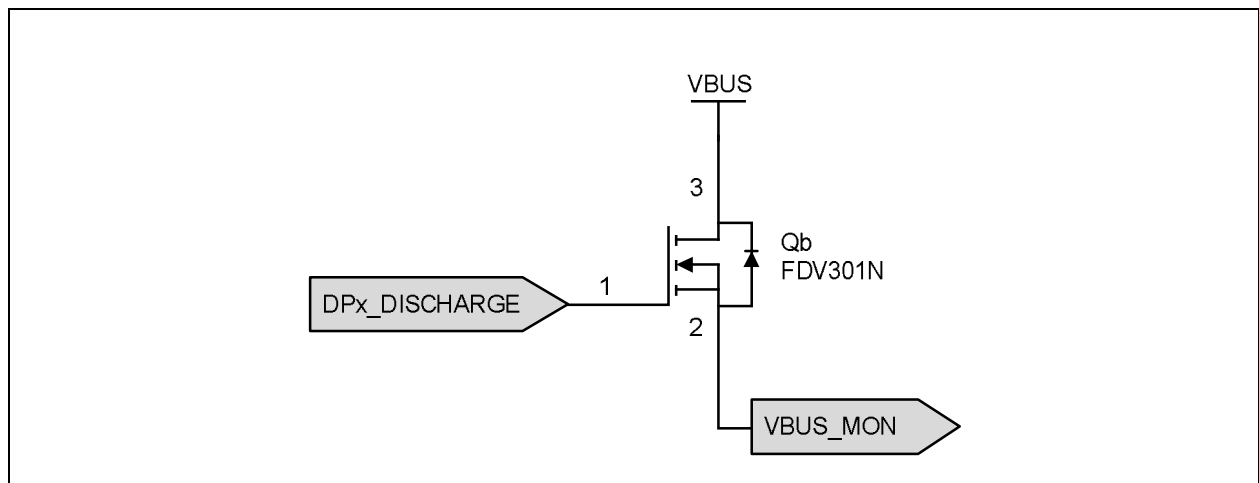 VBUS
3
Qb
FDV301N
DPx_DISCHARGE
1
2
VBUS_MON